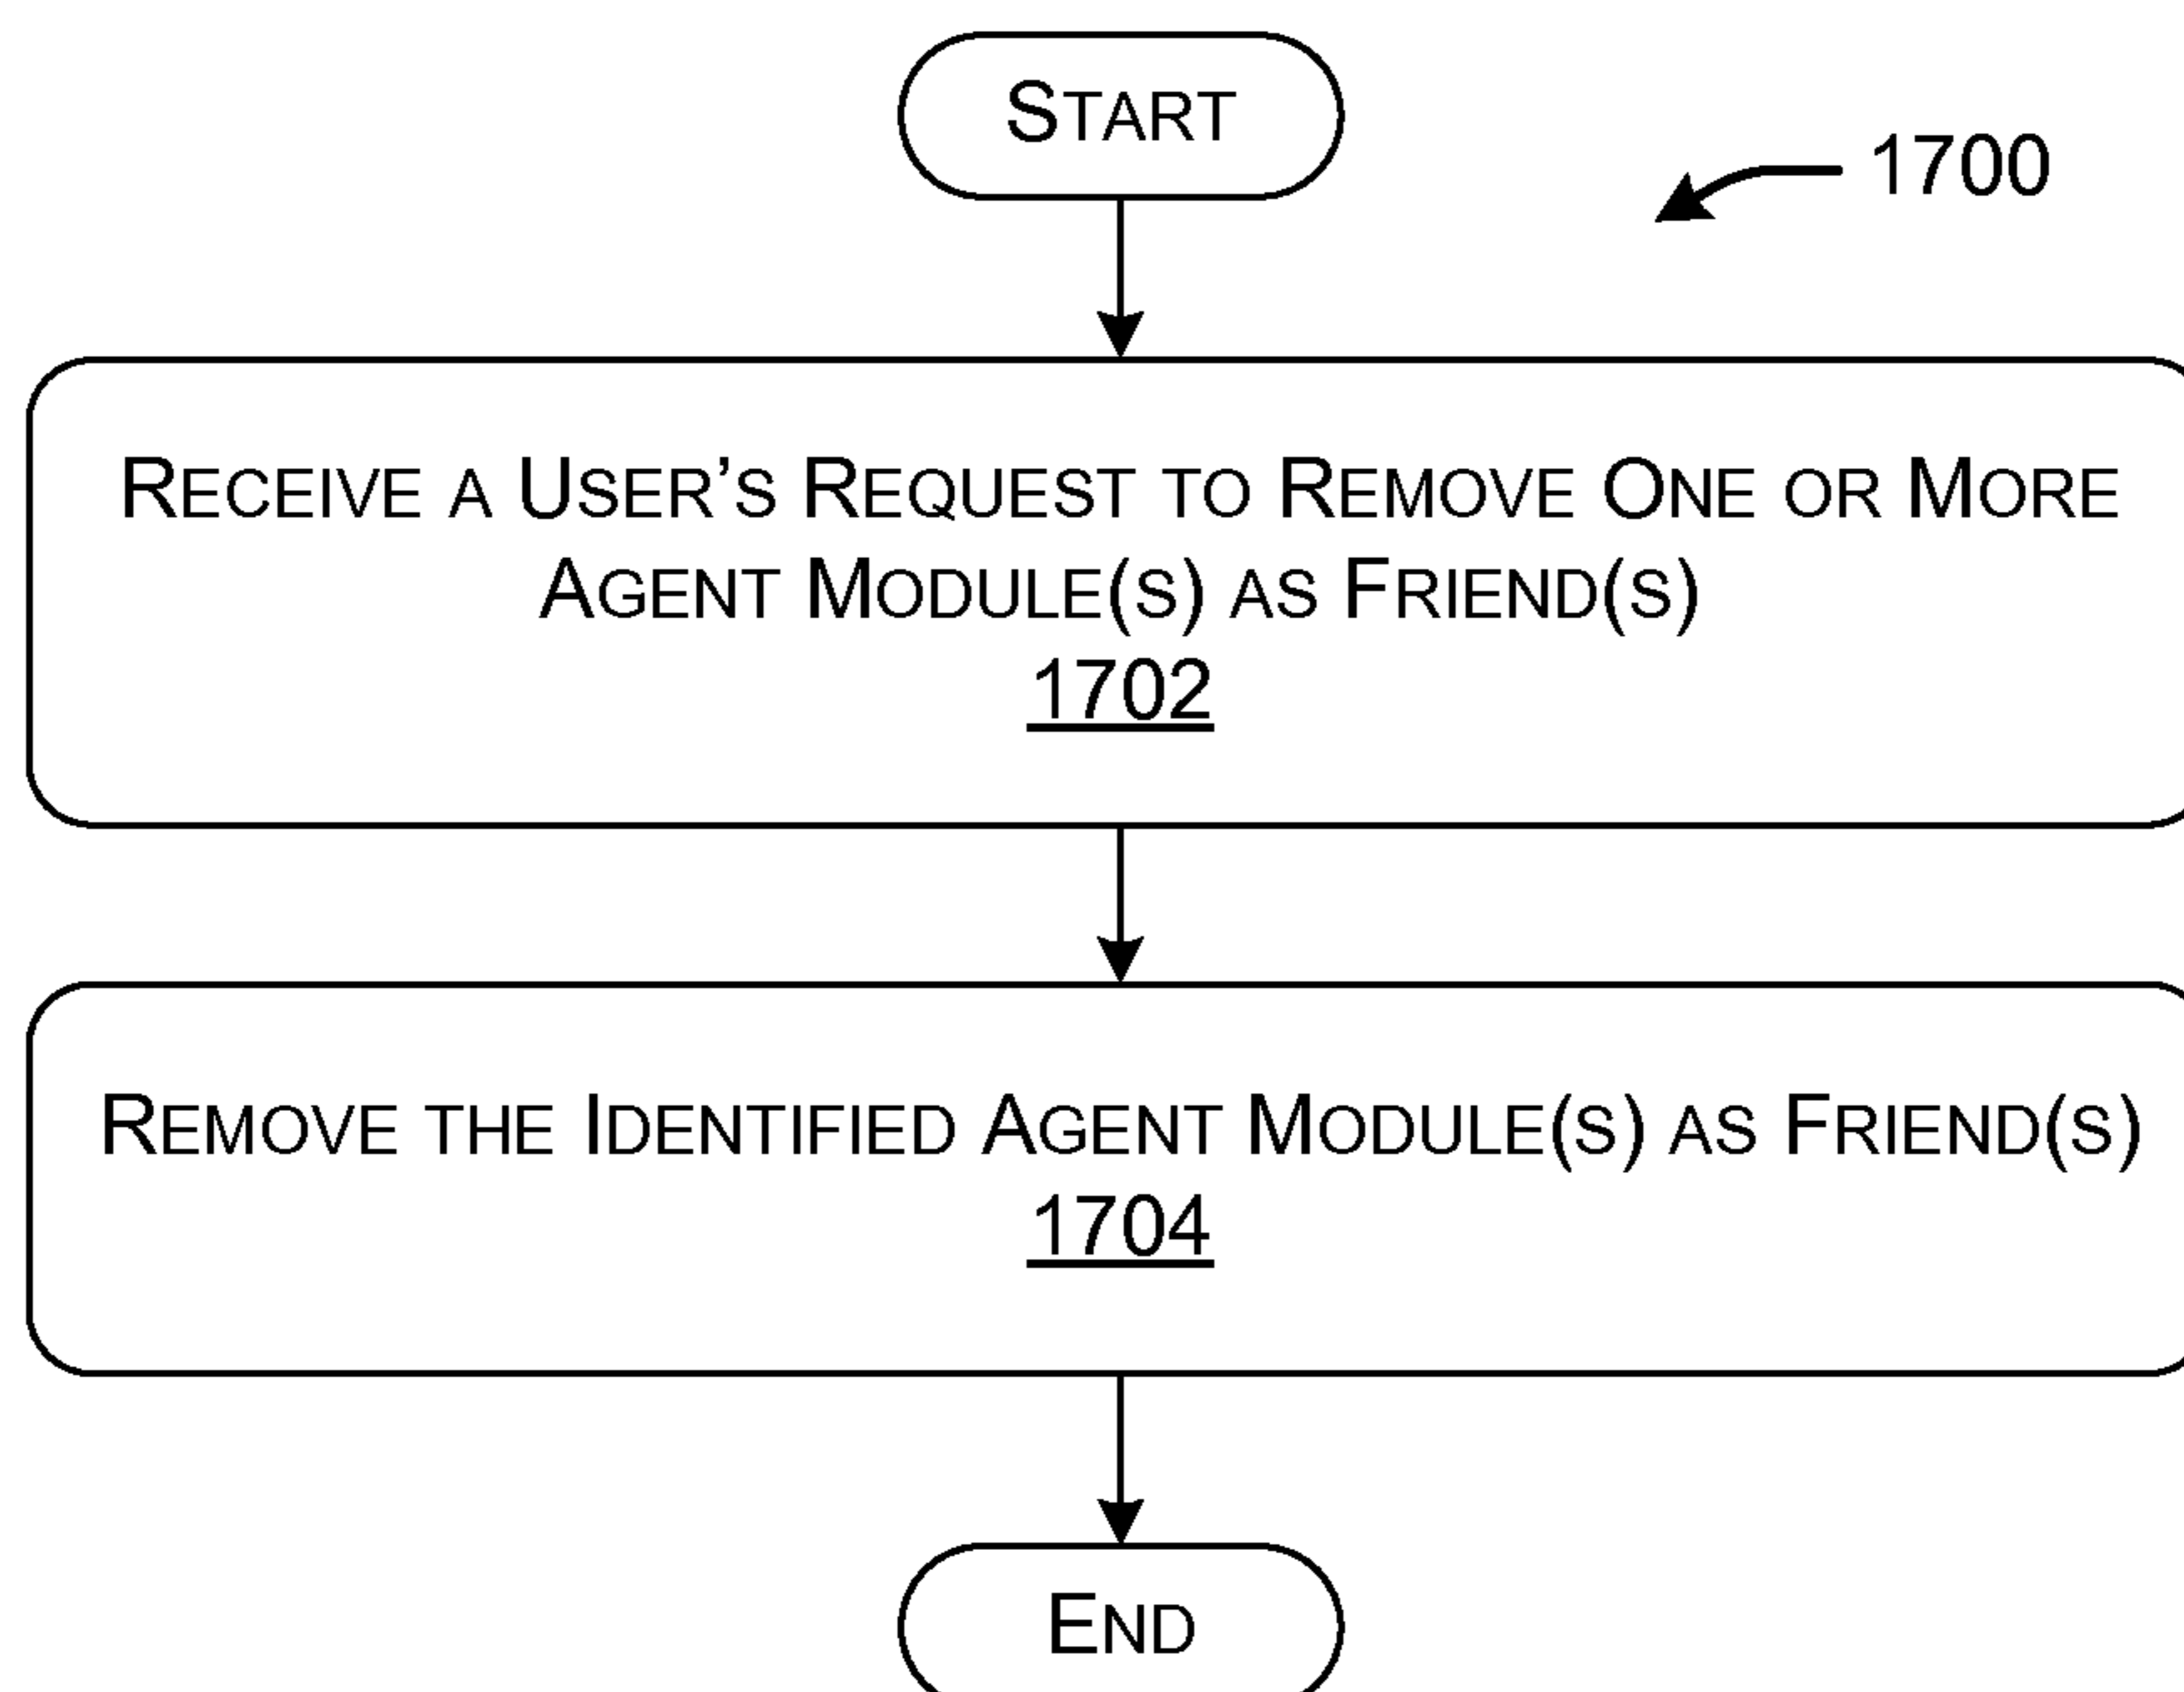 START
1700
RECEIVE A USER'S REQUEST TO REMOVE ONE OR MORE
AGENT MODULE(S) AS FRIEND(S)
1702
REMOVE THE IDENTIFIED AGENT MODULE(S) AS FRIEND(S)
1704
END